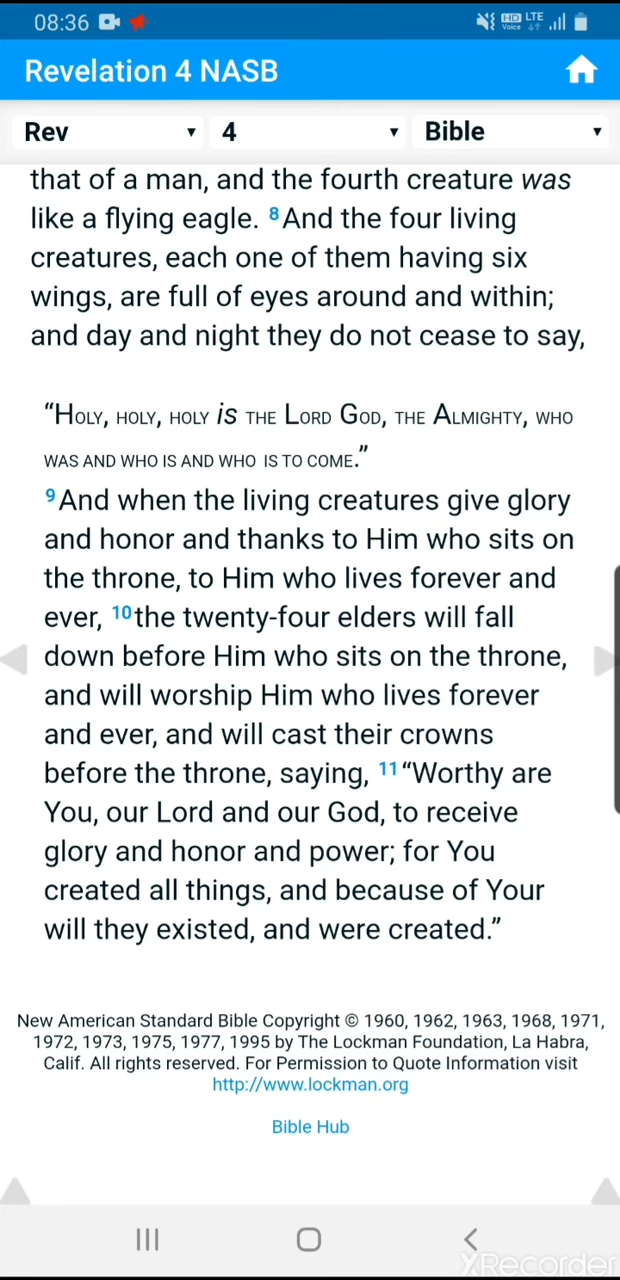 08:36
HD Voice LTE
Revelation 4 NASB
Rev 4 Bible
that of a man, and the fourth creature was
like a flying eagle. 8 And the four living
creatures, each one of them having six
wings, are full of eyes around and within;
and day and night they do not cease to say,
“HOLY, HOLY, HOLY is THE LORD GOD, THE ALMIGHTY, WHO
WAS AND WHO IS AND WHO IS TO COME.”
9 And when the living creatures give glory
and honor and thanks to Him who sits on
the throne, to Him who lives forever and
ever, 10 the twenty-four elders will fall
down before Him who sits on the throne,
and will worship Him who lives forever
and ever, and will cast their crowns
before the throne, saying, 11 “Worthy are
You, our Lord and our God, to receive
glory and honor and power; for You
created all things, and because of Your
will they existed, and were created.”
New American Standard Bible Copyright © 1960, 1962, 1963, 1968, 1971,
1972, 1973, 1975, 1977, 1995 by The Lockman Foundation, La Habra,
Calif. All rights reserved. For Permission to Quote Information visit
http://www.lockman.org
Bible Hub
XRecorder